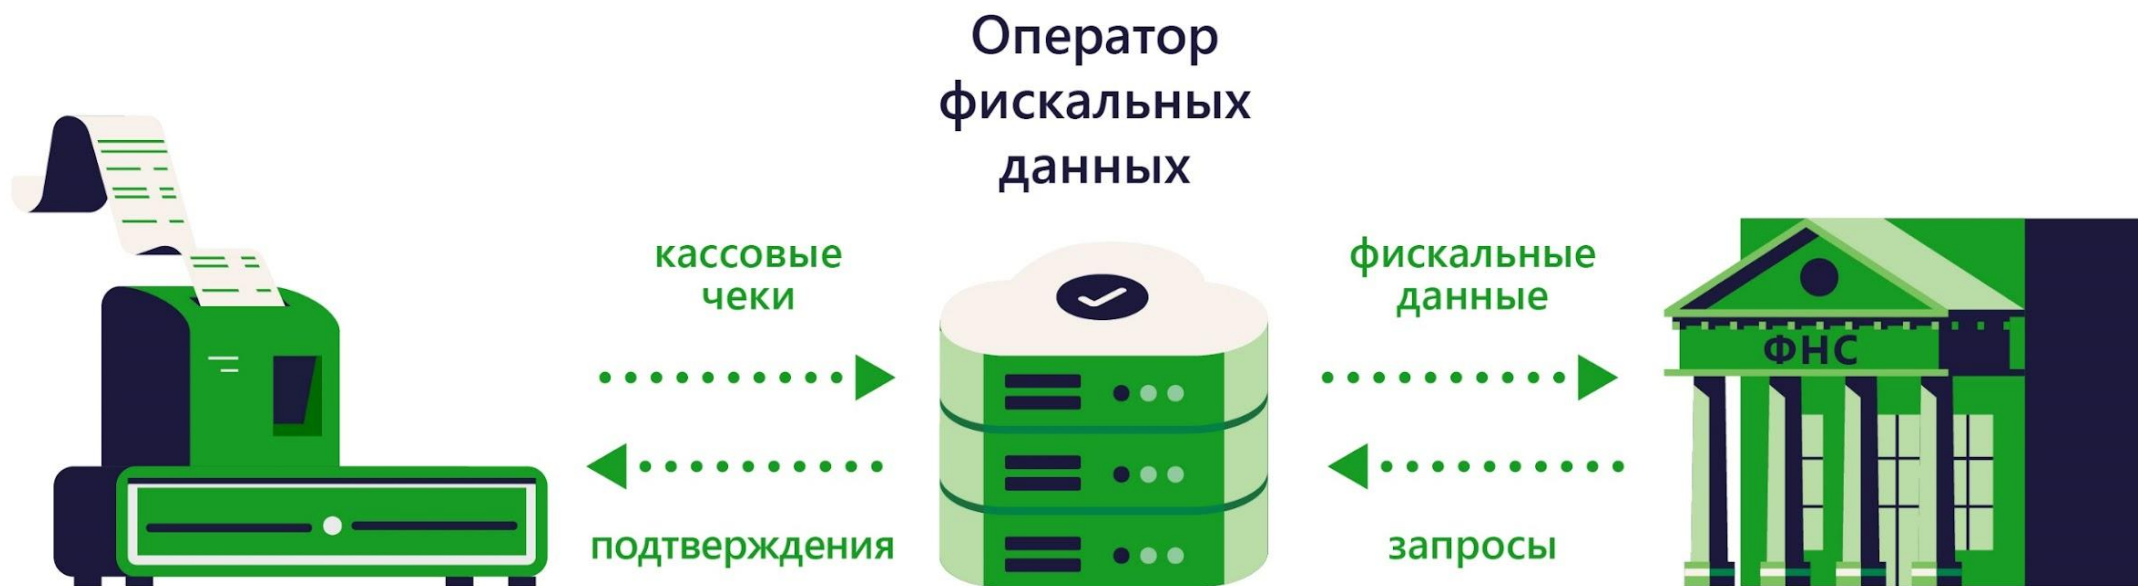 Оператор
фискальных
данных
кассовые
чеки
фискальные
данные
ФНС
подтверждения
запросы